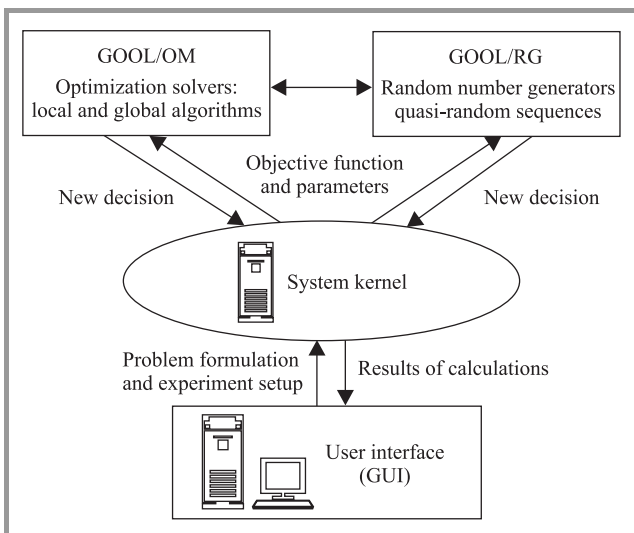 GOOL/OM
Optimization solvers:
local and global algorithms
GOOL/RG
Random number generators
quasi-random sequences
Objective function
and parameters
New decision
New decision
System kernel
Problem formulation
and experiment setup
Results of calculations
User interface
(GUI)